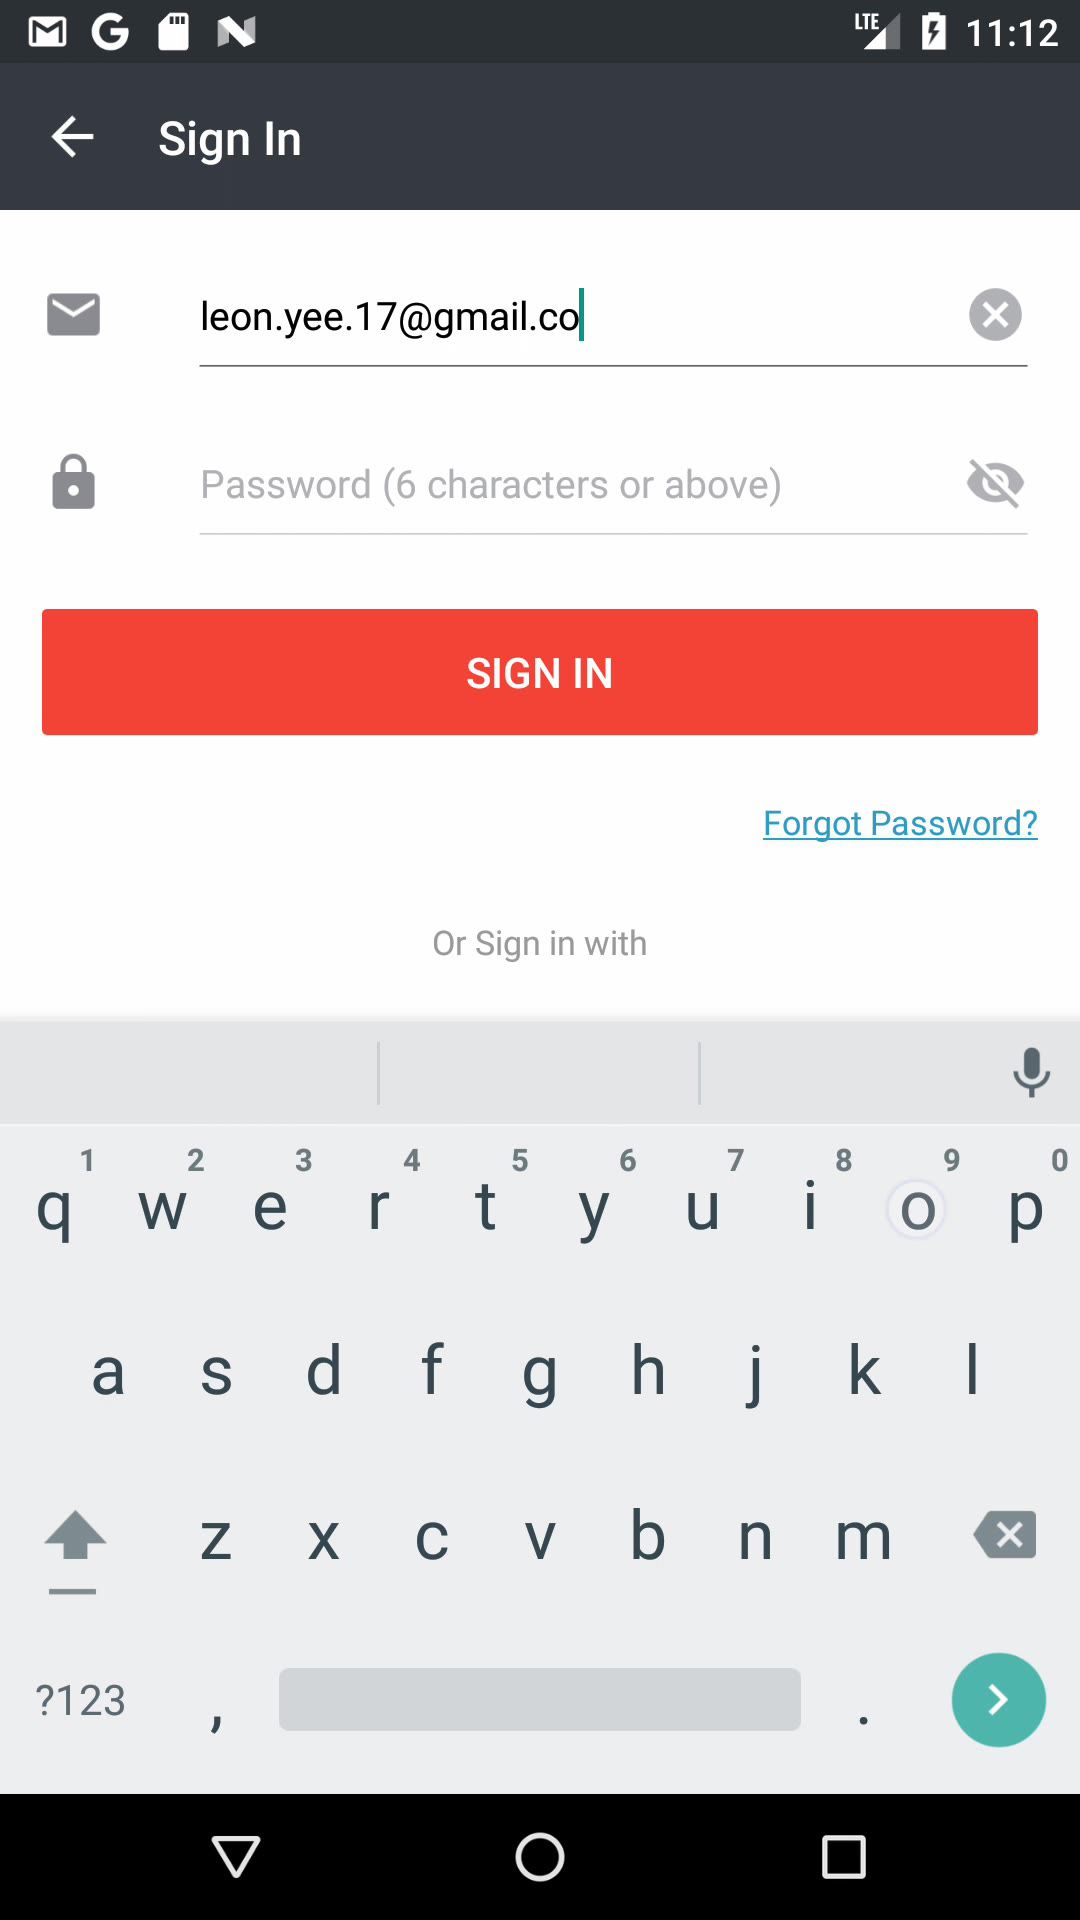 LTE 11:12
Sign In
leon.yee.17@gmail.co
Password (6 characters or above)
SIGN IN
Forgot Password?
Or Sign in with
1 2 3 4 5 6 7 8 9 0
q w e r t y u i o p
a s d f g h j k l
z x c v b n m
?123 , .